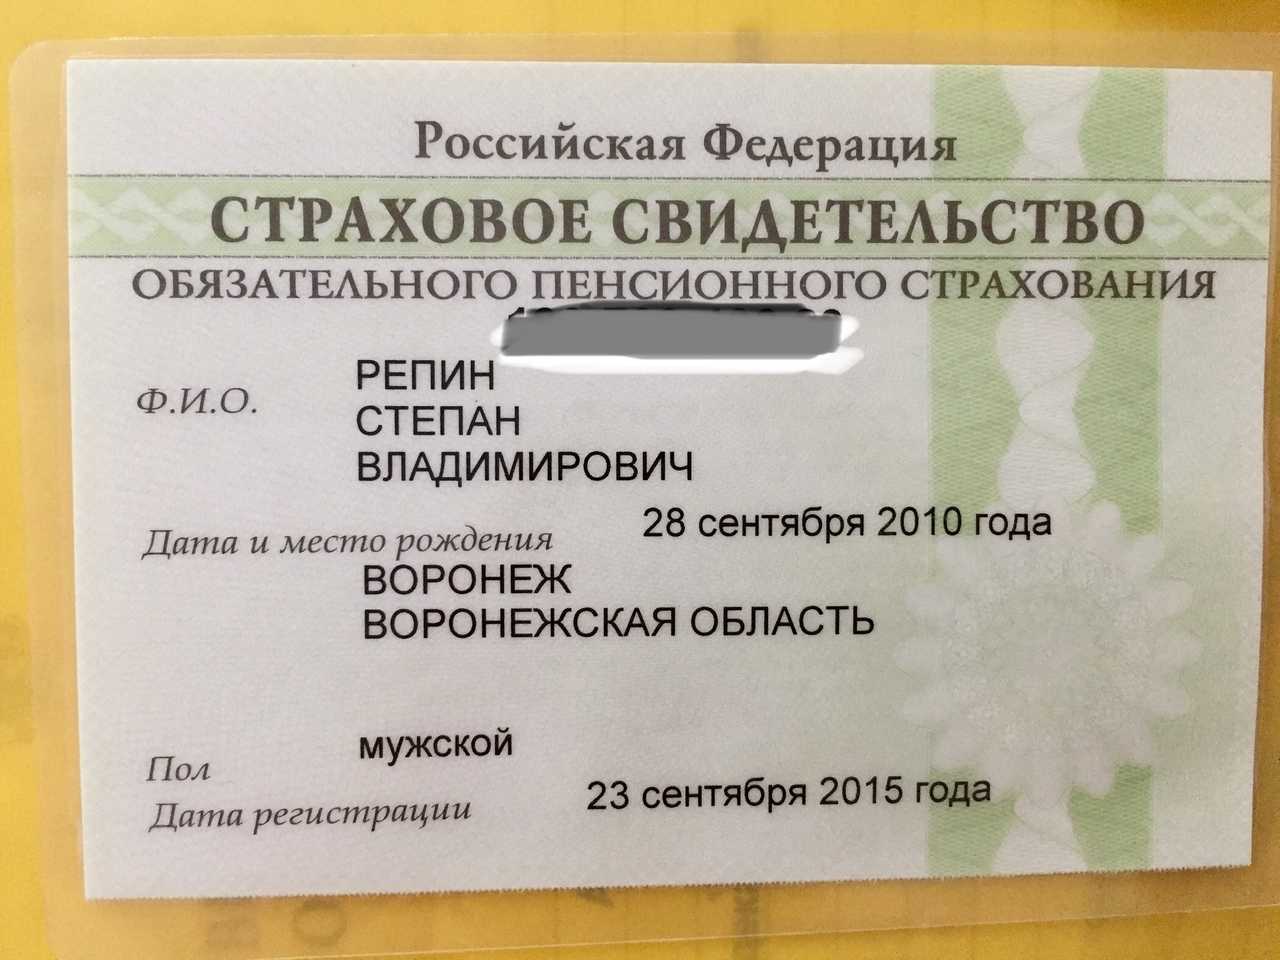 Российская Федерация
СТРАХОВОЕ СВИДЕТЕЛЬСТВО
ОБЯЗАТЕЛЬНОГО ПЕНСИОННОГО СТРАХОВАНИЯ
Ф.И.О. РЕПИН
СТЕПАН
ВЛАДИМИРОВИЧ
Дата и место рождения 28 сентября 2010 года
ВОРОНЕЖ
ВОРОНЕЖСКАЯ ОБЛАСТЬ
Пол мужской
Дата регистрации 23 сентября 2015 года